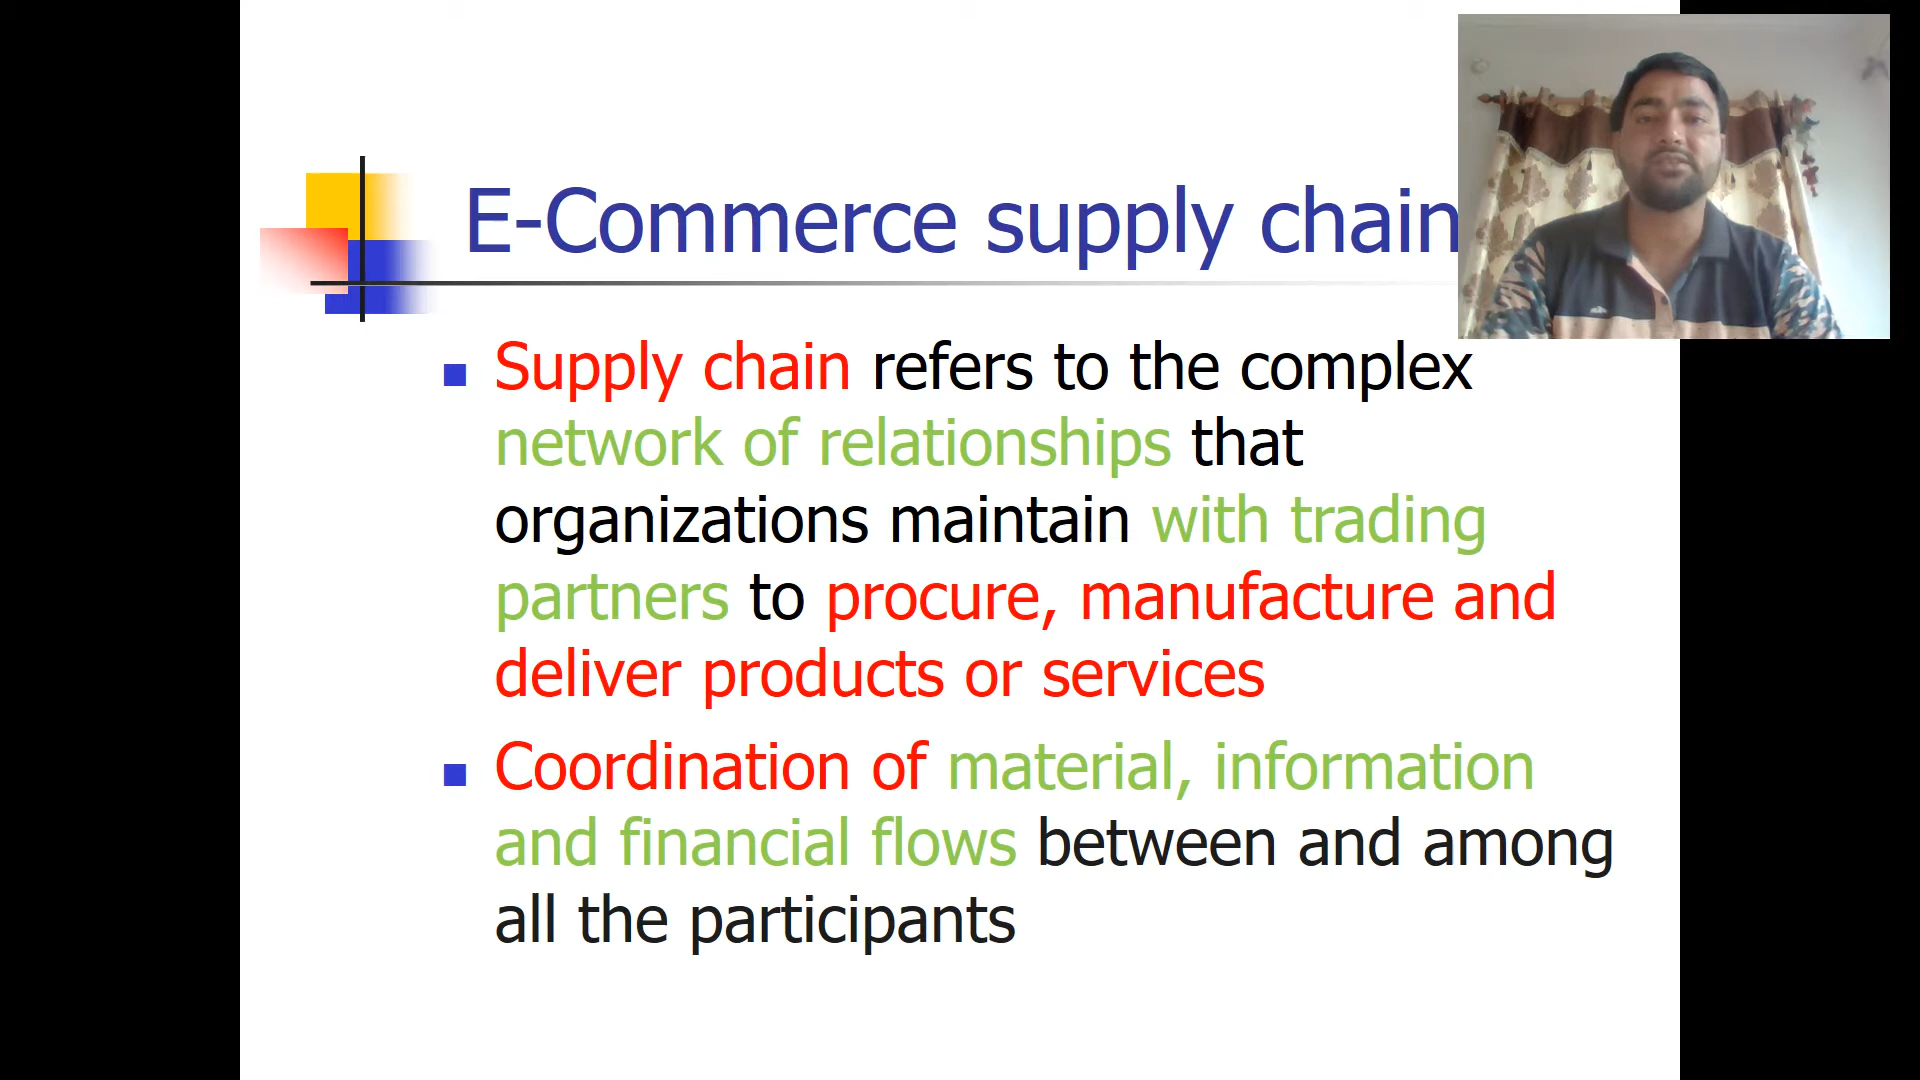 E-Commerce supply chain
Supply chain refers to the complex
network of relationships that
organizations maintain with trading
partners to procure, manufacture and
deliver products or services
Coordination of material, information
and financial flows between and among
all the participants